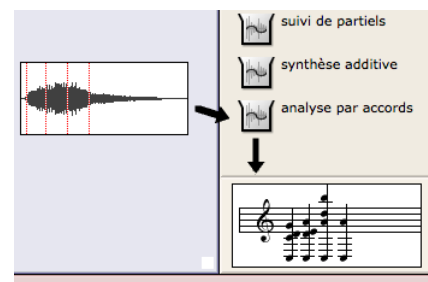 suivi de partiels
synthèse additive
analyse par accords